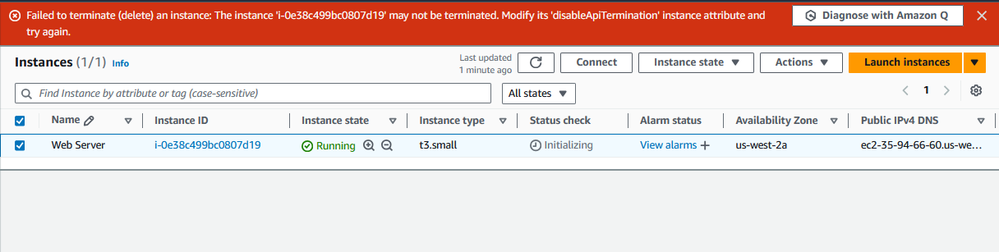 Failed to terminate (delete) an instance: The instance 'i-0e38c499bc0807d19' may not be terminated. Modify its 'disableApiTermination' instance attribute and
try again.
Diagnose with Amazon Q
Instances (1/1) Info
Last updated
1 minute ago
Connect
Instance state
Actions
Launch instances
Find Instance by attribute or tag (case-sensitive)
All states
1
Name Instance ID Instance state Instance type Status check Alarm status Availability Zone Public IPv4 DNS
Web Server i-0e38c499bc0807d19 Running t3.small Initializing View alarms + us-west-2a ec2-35-94-66-60.us-we...